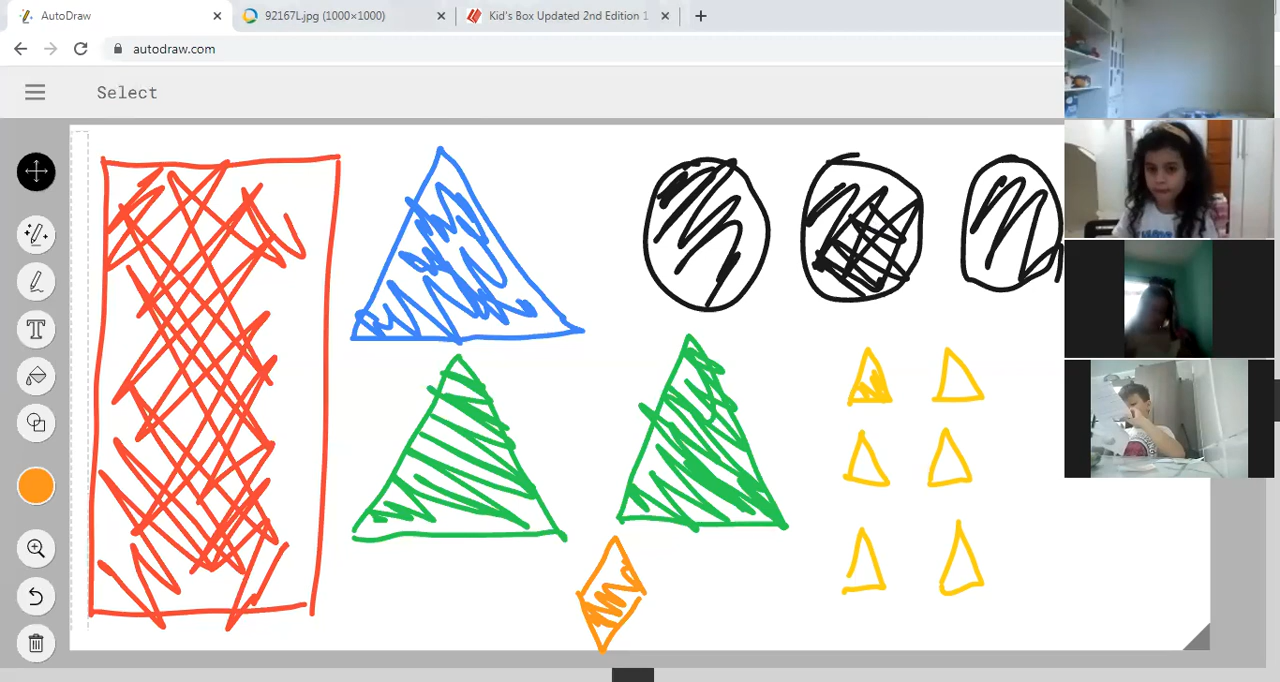 AutoDraw
92167L.jpg (1000×1000)
Kid's Box Updated 2nd Edition 1
autodraw.com
Select
T